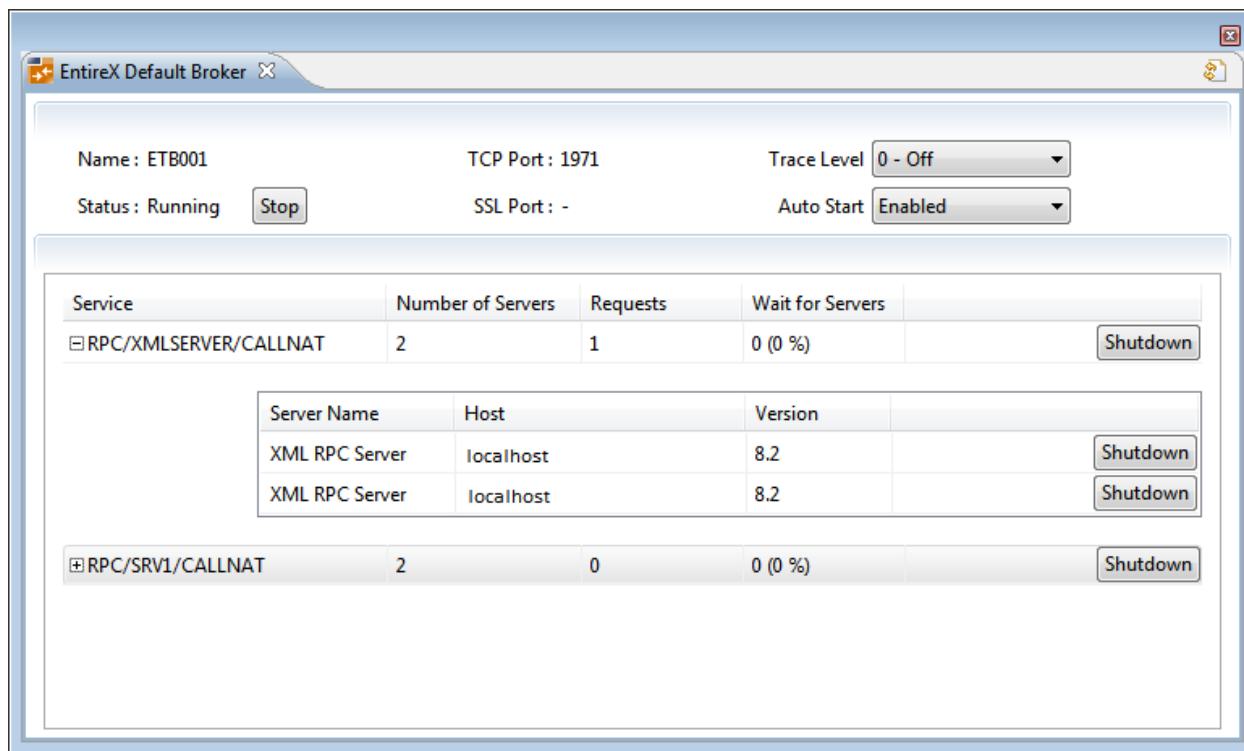 EntireX Default Broker
Name : ETB001 TCP Port : 1971 Trace Level 0 - Off
Status : Running Stop SSL Port : - Auto Start Enabled
Service Number of Servers Requests Wait for Servers
RPC/XMLSERVER/CALLNAT 2 1 0 (0 %) Shutdown
Server Name Host Version
XML RPC Server localhost 8.2 Shutdown
XML RPC Server localhost 8.2 Shutdown
RPC/SRV1/CALLNAT 2 0 0 (0 %) Shutdown